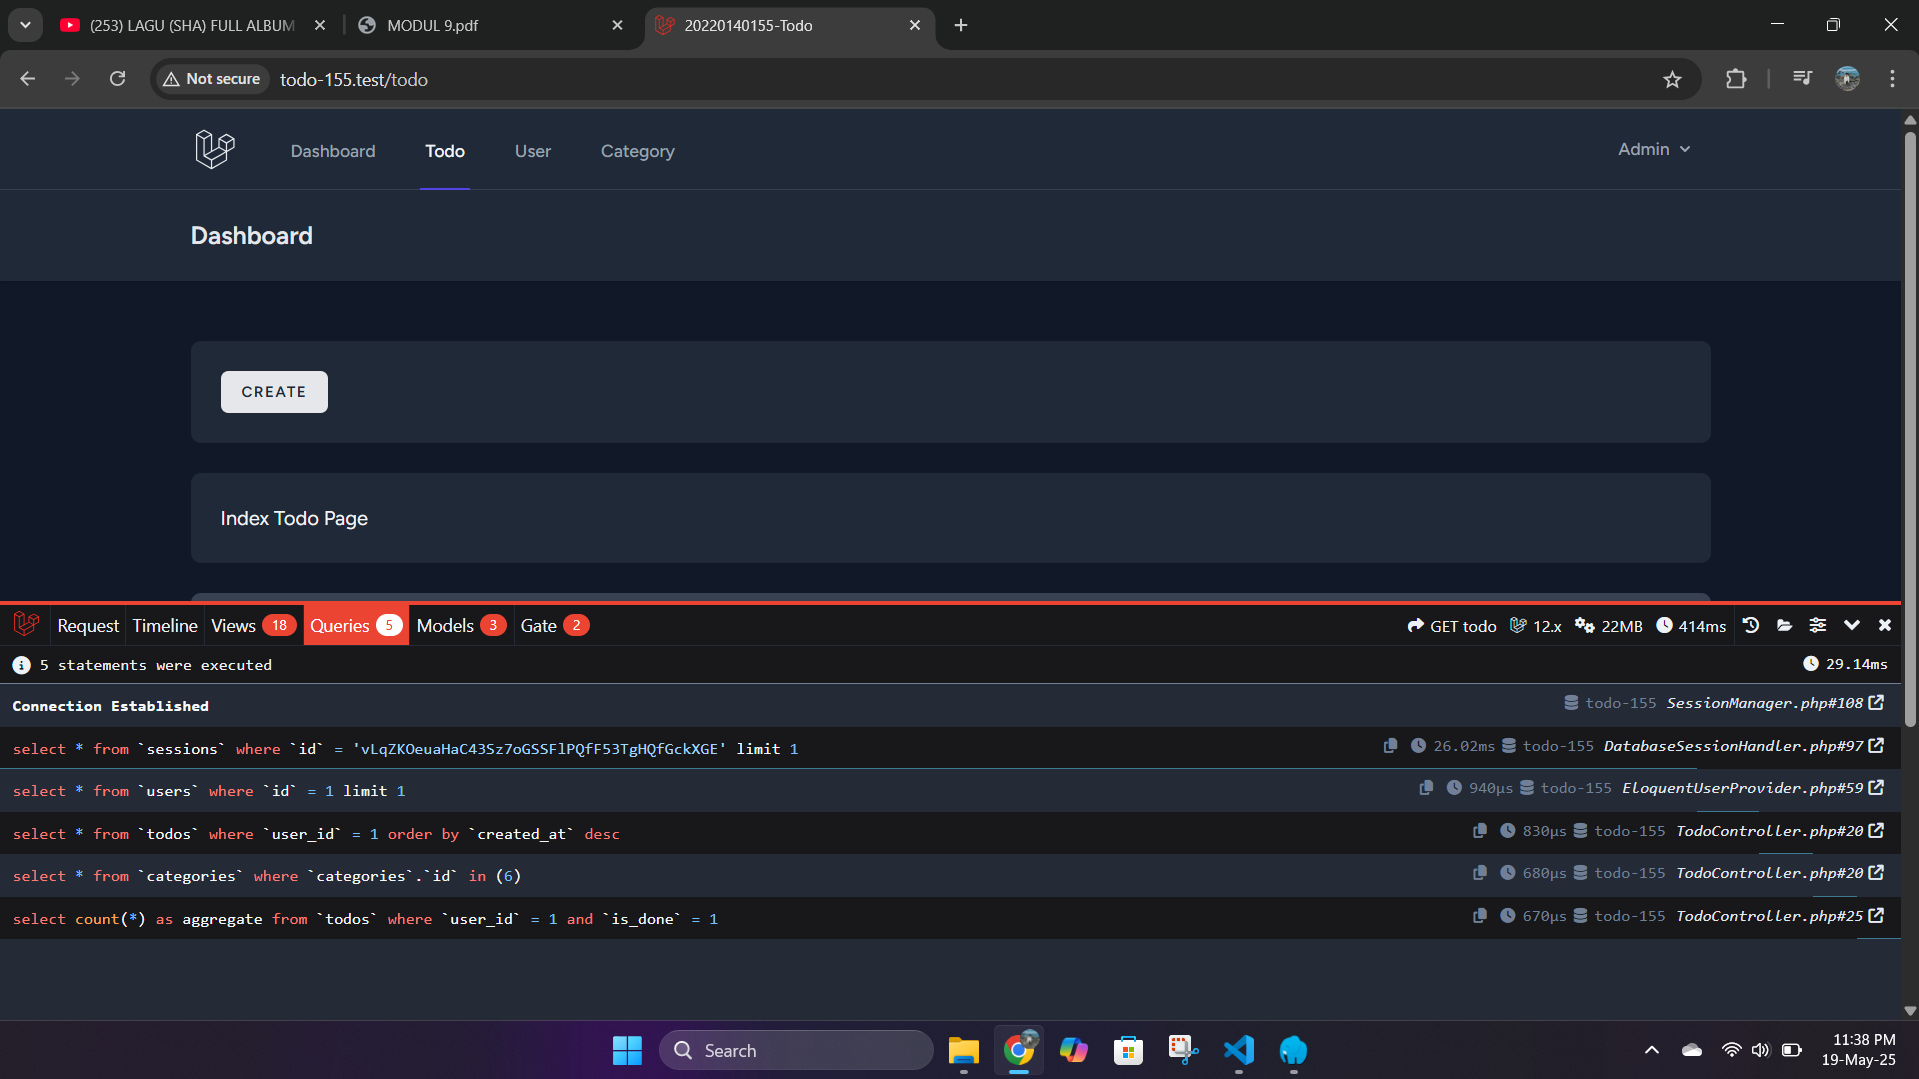 (253) LAGU (SHA) FULL ALBUM
MODUL 9.pdf
20220140155-Todo
Not secure
todo-155.test/todo
Dashboard
Todo
User
Category
Admin
Dashboard
CREATE
Index Todo Page
Request
Timeline
Views 18
Queries 5
Models 3
Gate 2
GET todo
12.x
22MB
414ms
5 statements were executed
29.14ms
Connection Established
todo-155 SessionManager.php#108
select * from `sessions` where `id` = 'vLqZKOeuaHaC43Sz7oGSSFlPQfF53TgHQfGckXGE' limit 1
26.02ms todo-155 DatabaseSessionHandler.php#97
select * from `users` where `id` = 1 limit 1
940μs todo-155 EloquentUserProvider.php#59
select * from `todos` where `user_id` = 1 order by `created_at` desc
830μs todo-155 TodoController.php#20
select * from `categories` where `categories`.`id` in (6)
680μs todo-155 TodoController.php#20
select count(*) as aggregate from `todos` where `user_id` = 1 and `is_done` = 1
670μs todo-155 TodoController.php#25
Search
11:38 PM
19-May-25